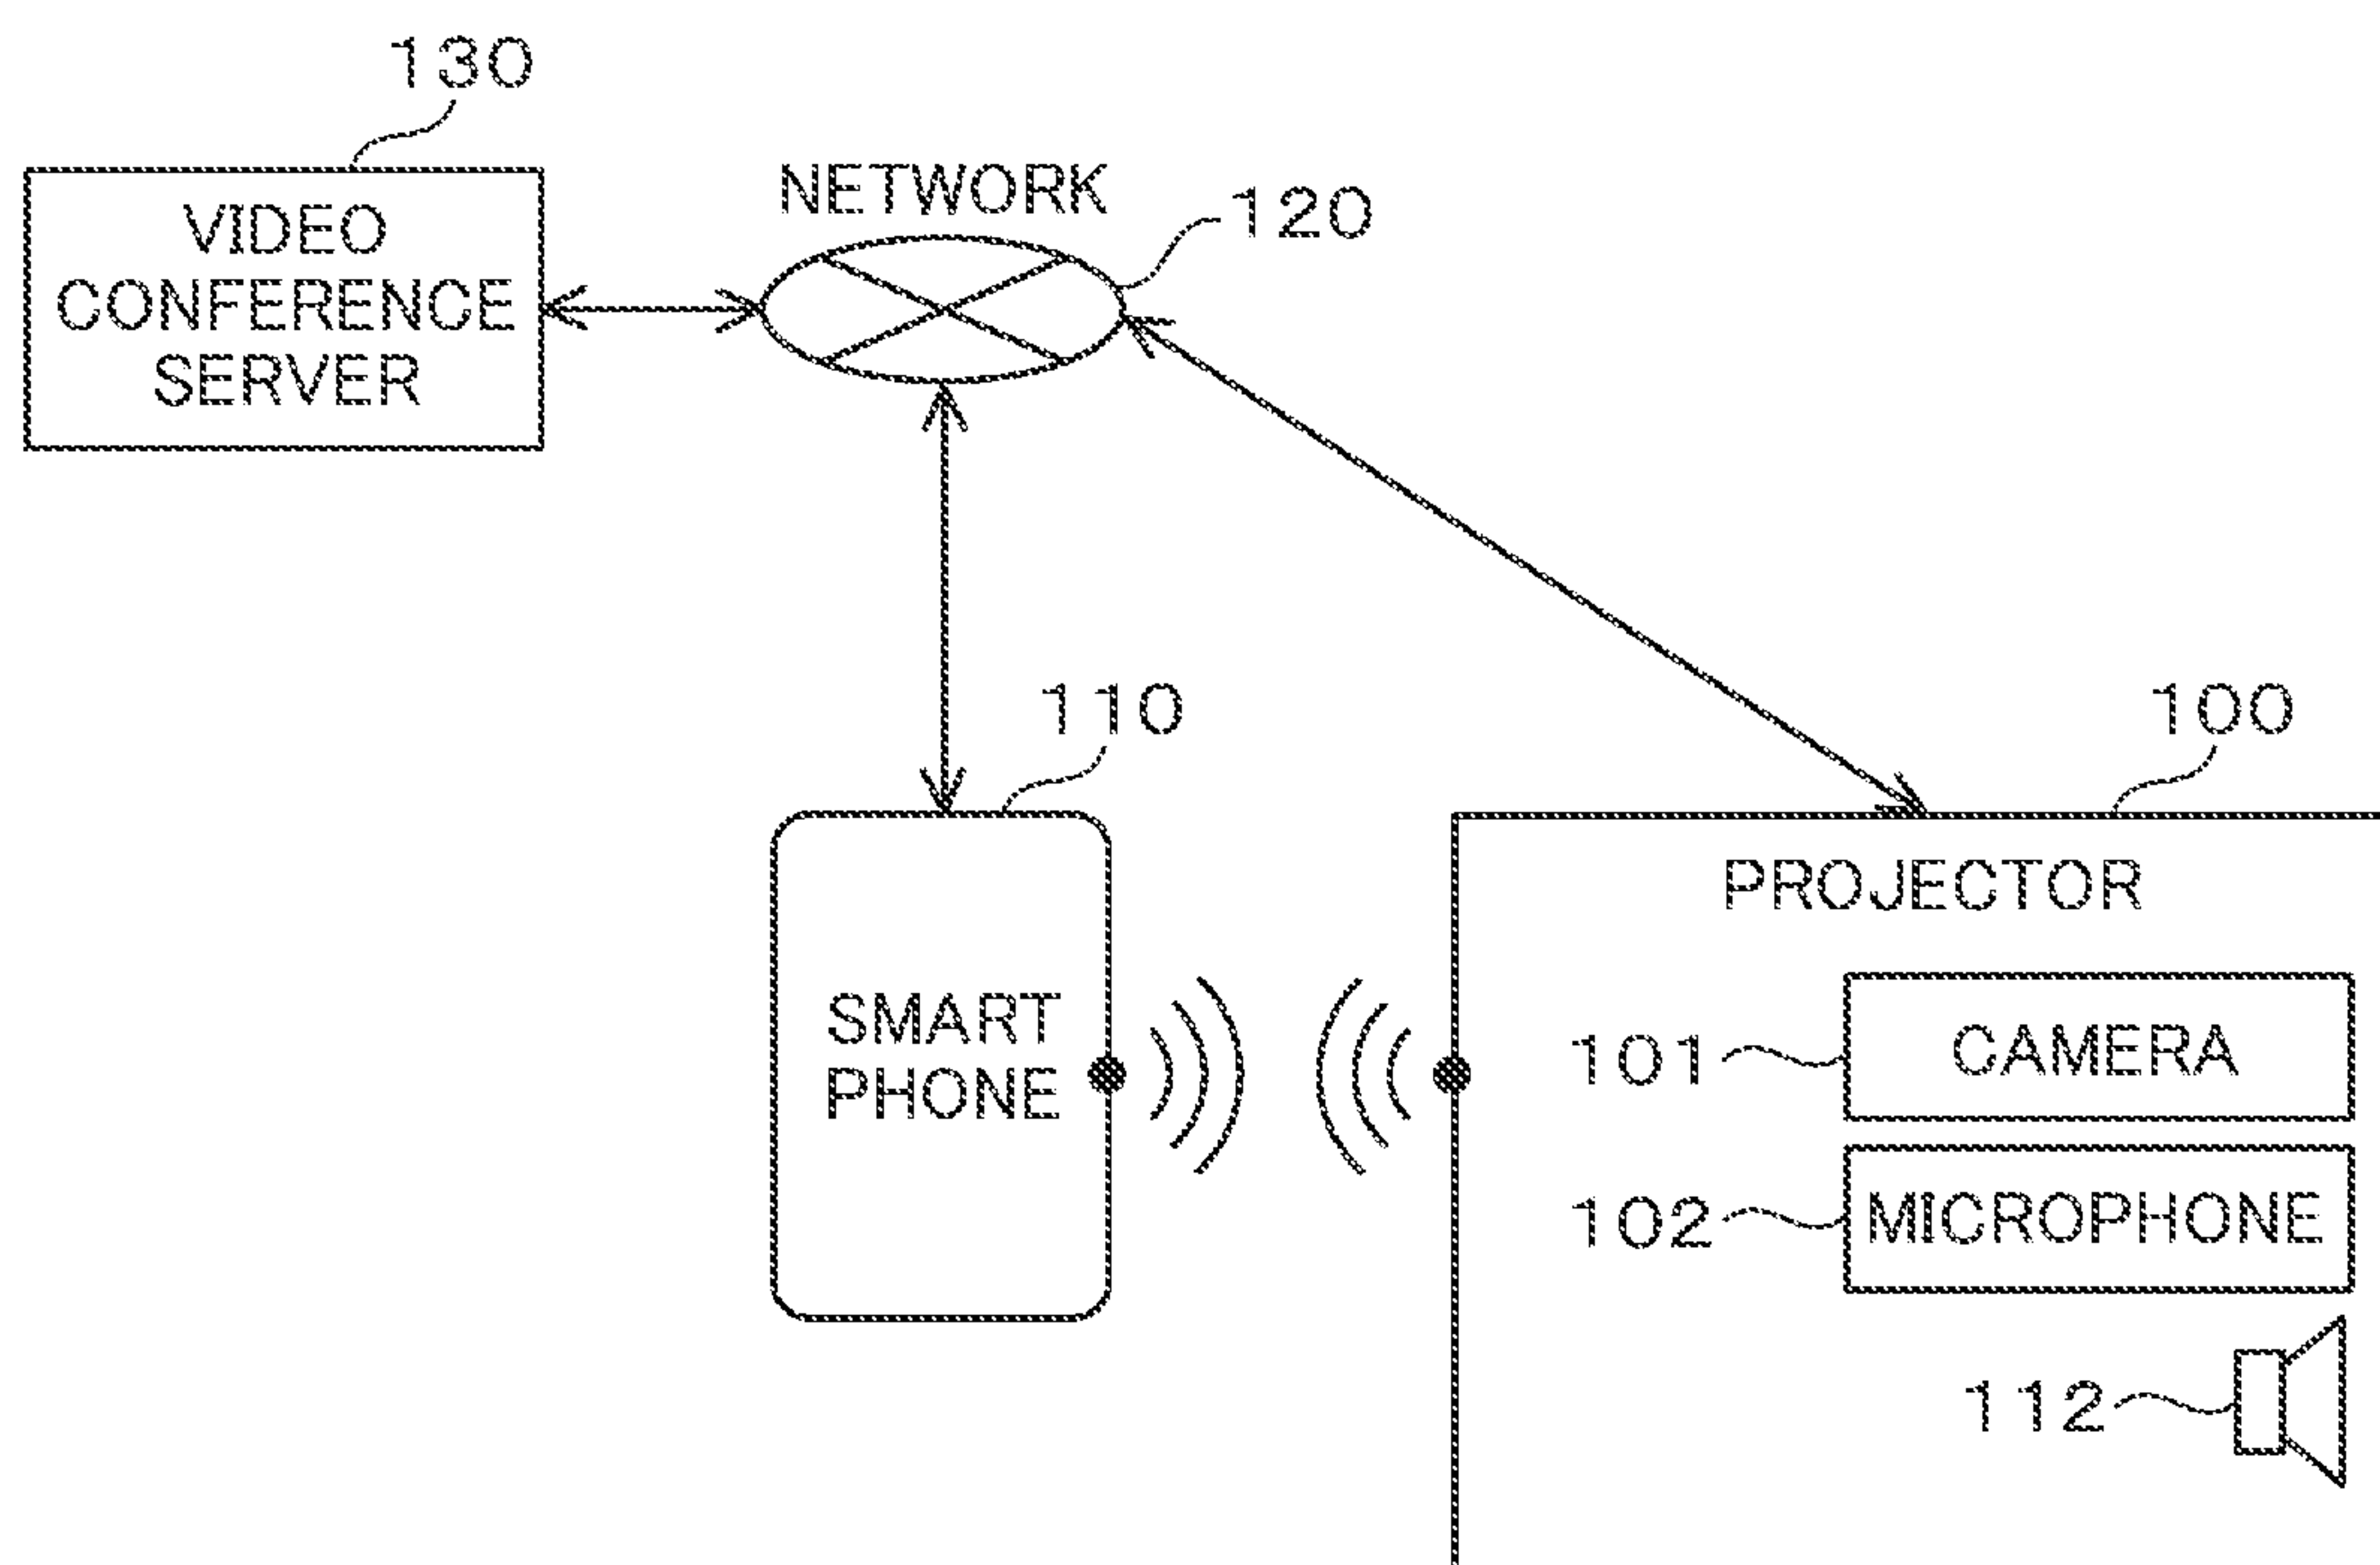 130
VIDEO
CONFERENCE
SERVER
NETWORK
120
110
SMART
PHONE
100
PROJECTOR
101
CAMERA
102
MICROPHONE
112